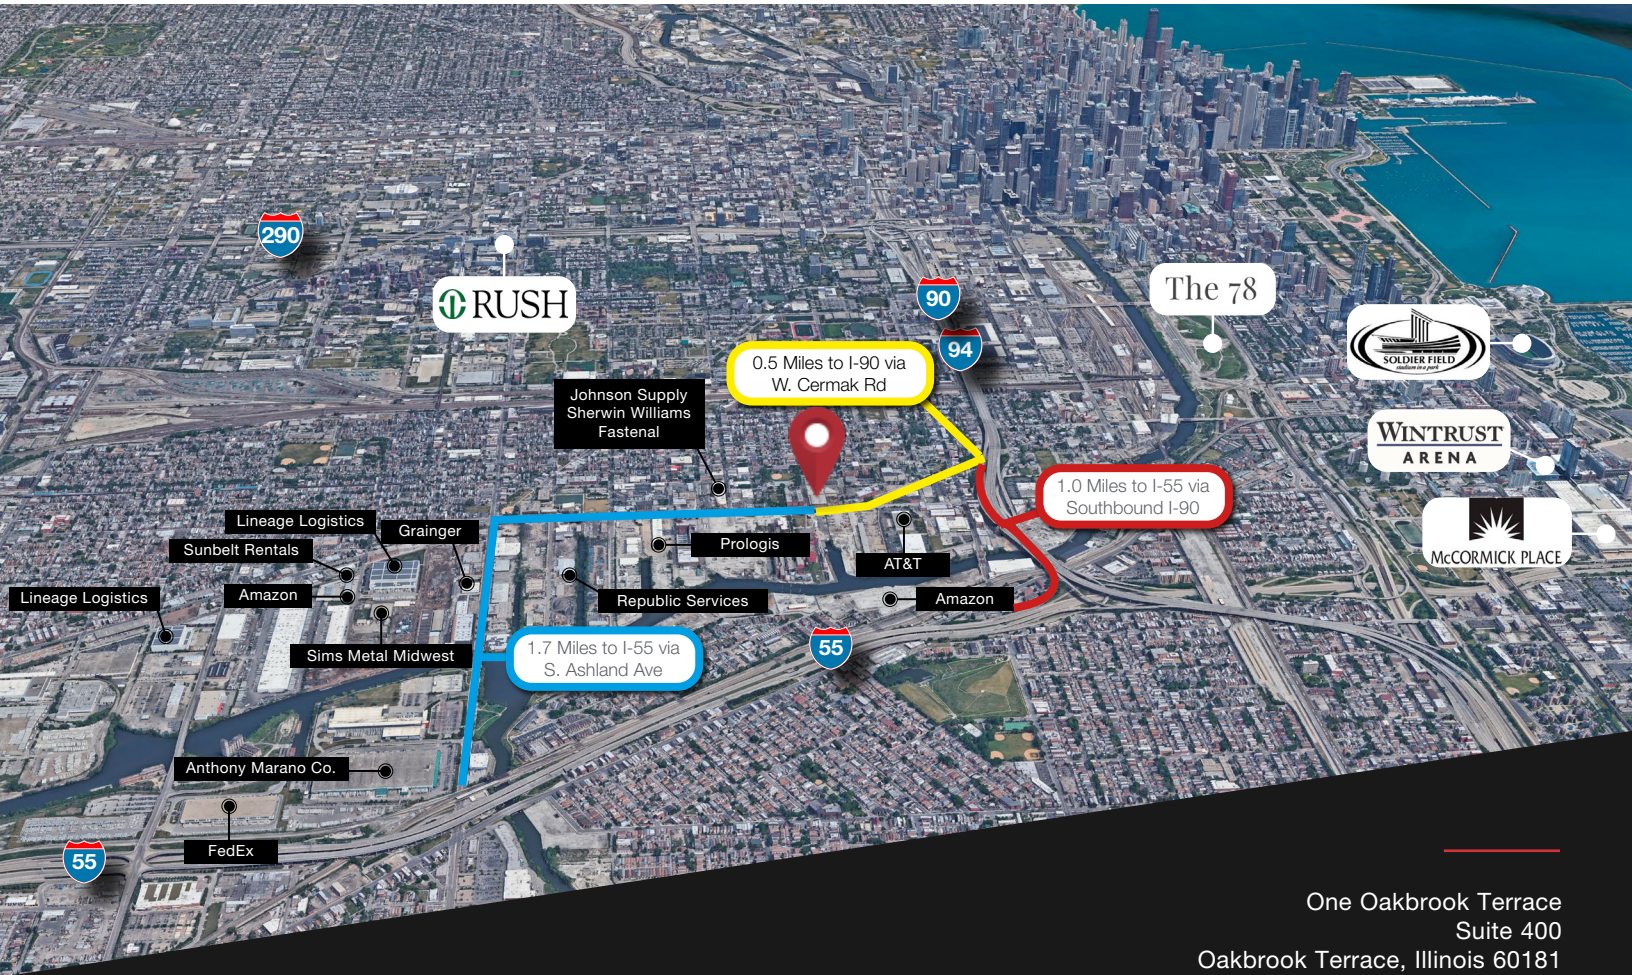 290
RUSH
90
94
The 78
SOLDIER FIELD
stadium in a park
0.5 Miles to I-90 via
W. Cermak Rd
Johnson Supply
Sherwin Williams
Fastenal
WINTRUST
ARENA
1.0 Miles to I-55 via
Southbound I-90
McCORMICK PLACE
Lineage Logistics
Grainger
Sunbelt Rentals
Prologis
AT&T
Amazon
Lineage Logistics
Republic Services
Amazon
Sims Metal Midwest
1.7 Miles to I-55 via
S. Ashland Ave
55
Anthony Marano Co.
FedEx
55
One Oakbrook Terrace
Suite 400
Oakbrook Terrace, Illinois 60181